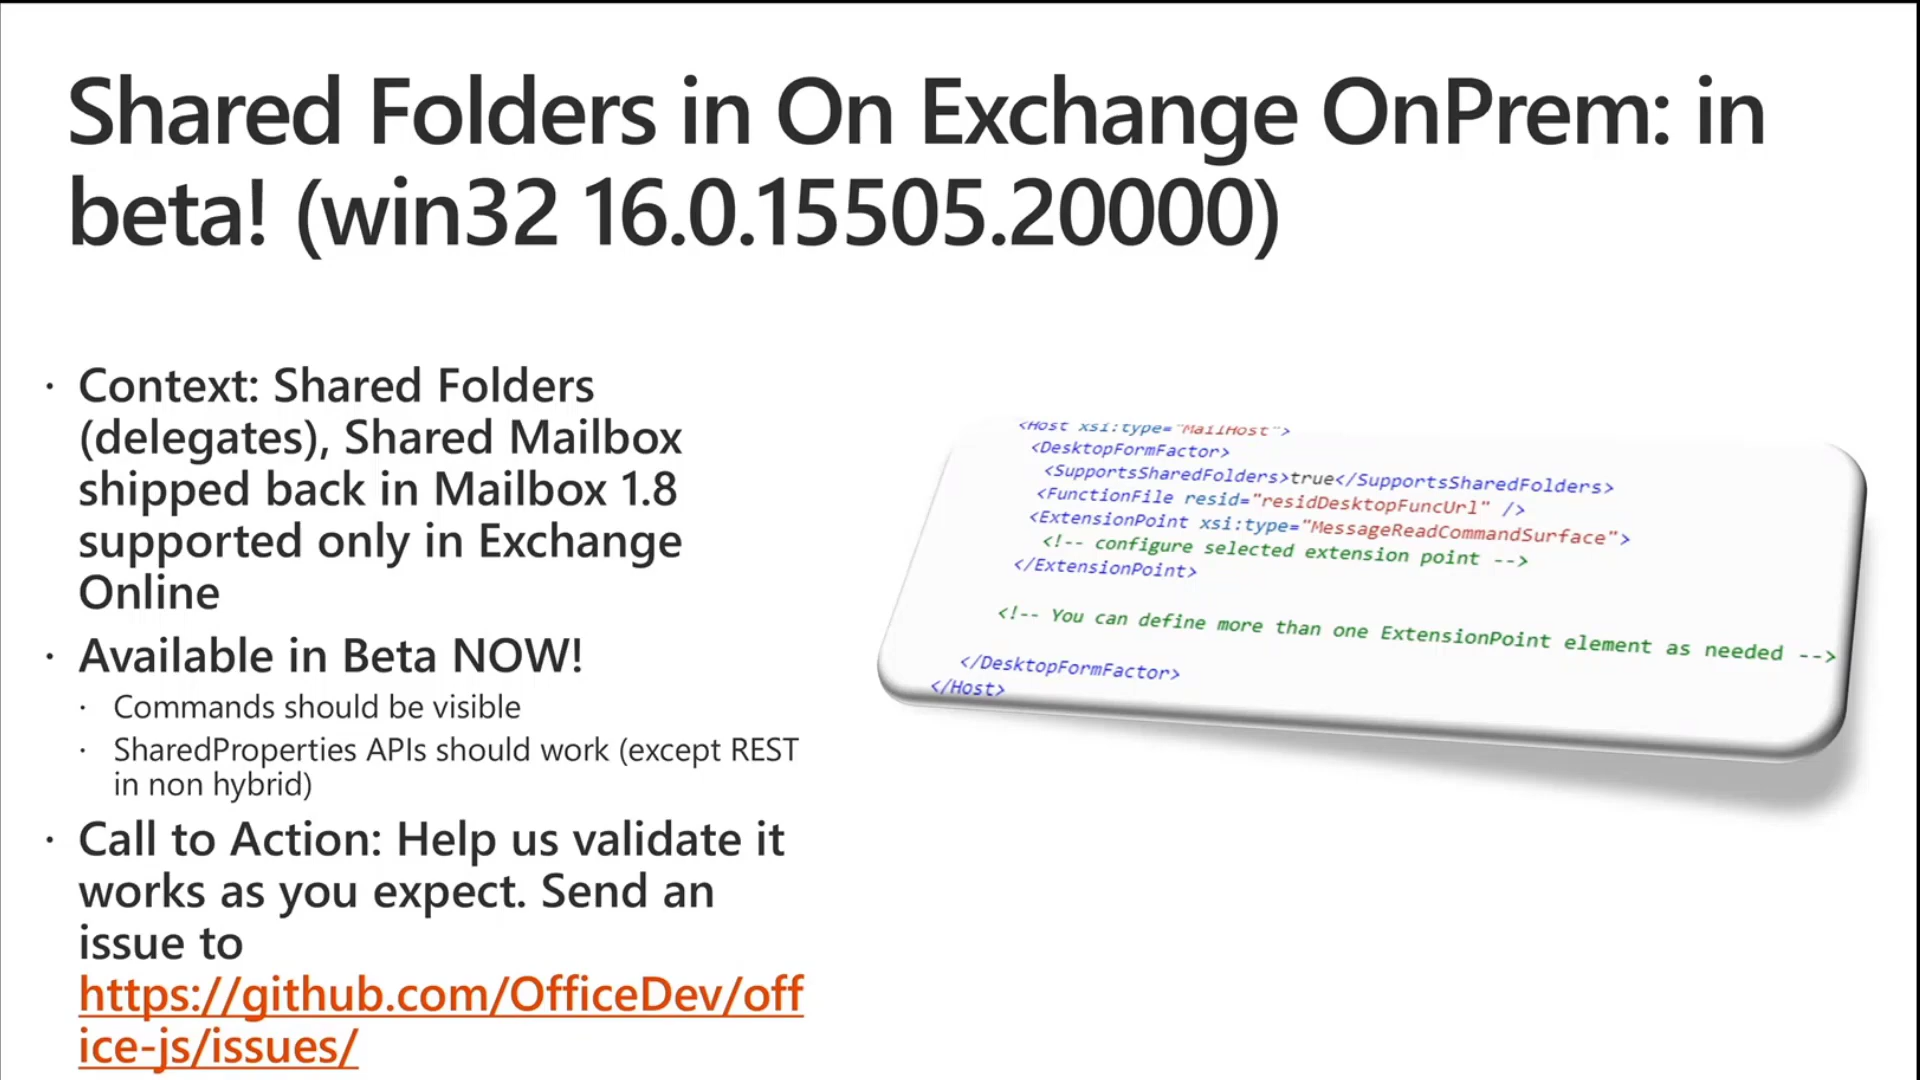 Shared Folders in On Exchange OnPrem: in
beta! (win32 16.0.15505.20000)
· Context: Shared Folders
(delegates), Shared Mailbox
shipped back in Mailbox 1.8
supported only in Exchange
Online
· Available in Beta NOW!
· Commands should be visible
· SharedProperties APIs should work (except REST
in non hybrid)
· Call to Action: Help us validate it
works as you expect. Send an
issue to
https://github.com/OfficeDev/off
ice-js/issues/
<Host xsi:type="MailHost">
<DesktopFormFactor>
<SupportsSharedFolders>true</SupportsSharedFolders>
<FunctionFile resid="residDesktopFuncUrl" />
<ExtensionPoint xsi:type="MessageReadCommandSurface">
<!-- configure selected extension point -->
</ExtensionPoint>
<!-- You can define more than one ExtensionPoint element as needed -->
</DesktopFormFactor>
</Host>